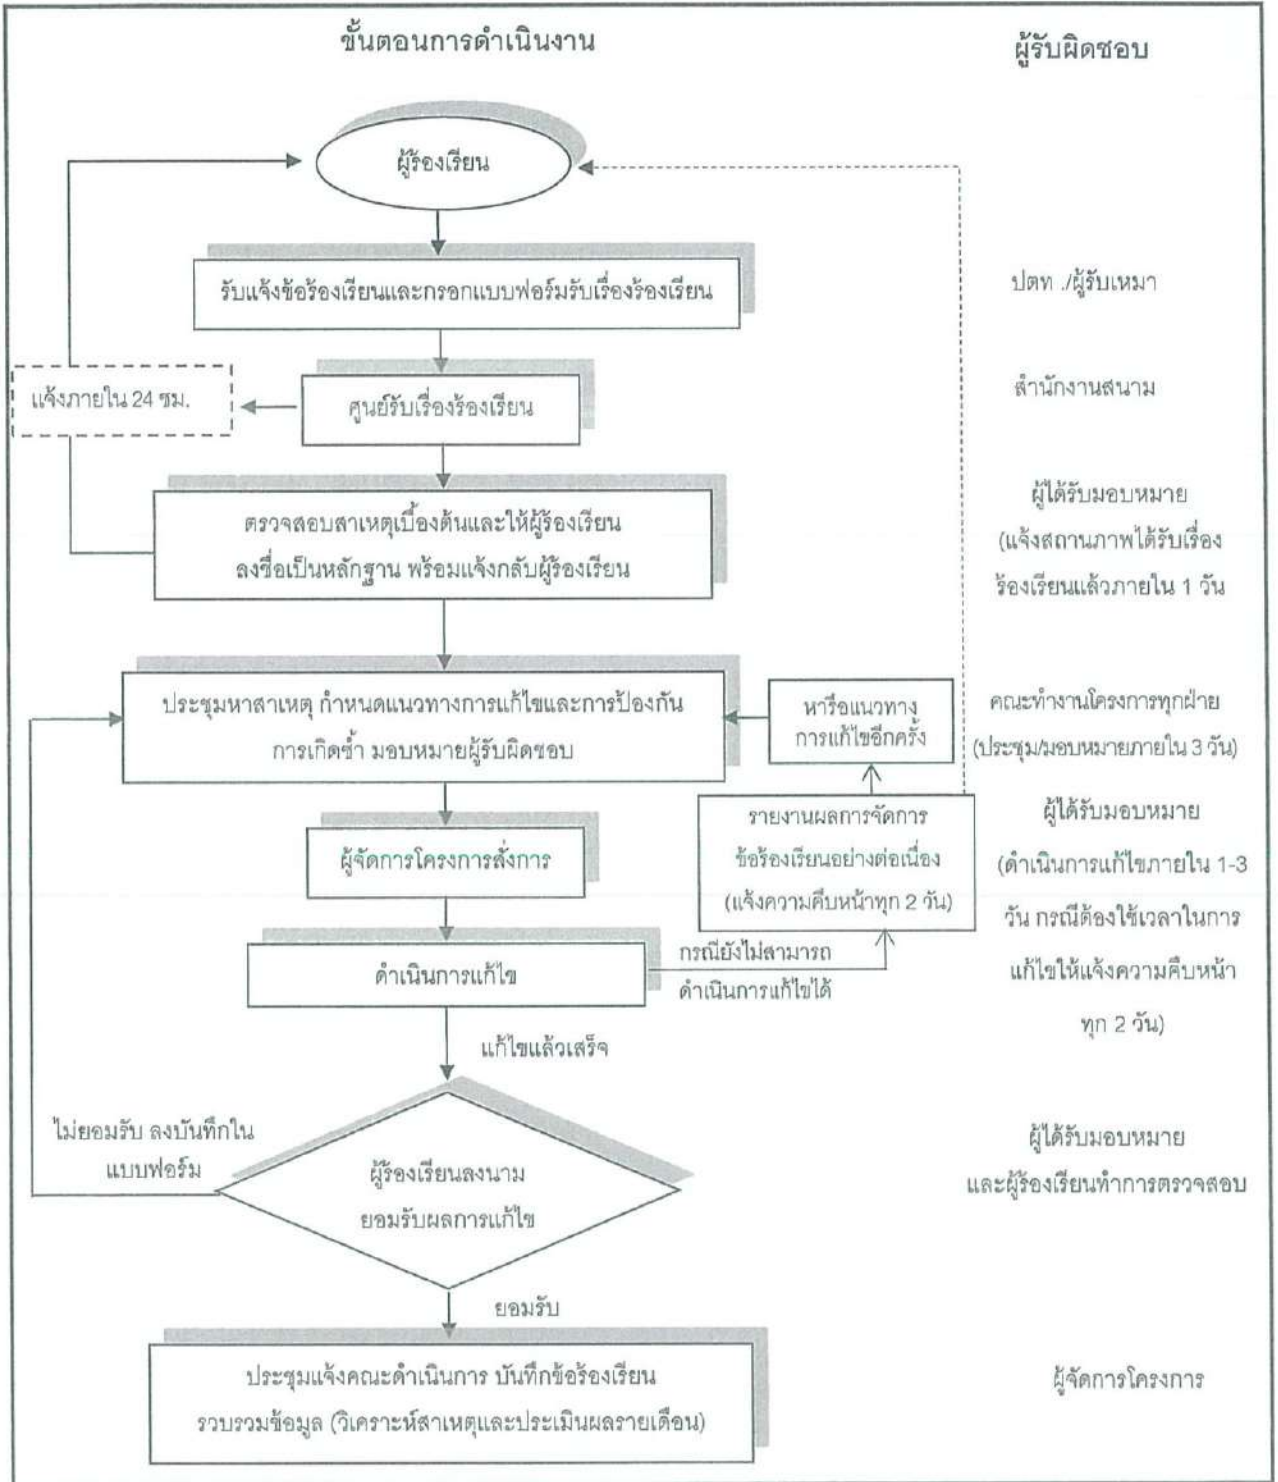 ขั้นตอนการดำเนินงาน
ผู้รับผิดชอบ
ผู้ร้องเรียน
รับแจ้งข้อร้องเรียนและกรอกแบบฟอร์มรับเรื่องร้องเรียน
ปตท ./ผู้รับเหมา
แจ้งภายใน 24 ชม.
ศูนย์รับเรื่องร้องเรียน
สำนักงานสนาม
ตรวจสอบสาเหตุเบื้องต้นและให้ผู้ร้องเรียน
ลงชื่อเป็นหลักฐาน พร้อมแจ้งกลับผู้ร้องเรียน
ผู้ได้รับมอบหมาย
(แจ้งสถานภาพได้รับเรื่อง
ร้องเรียนแล้วภายใน 1 วัน
ประชุมหาสาเหตุ กำหนดแนวทางการแก้ไขและการป้องกัน
การเกิดซ้ำ มอบหมายผู้รับผิดชอบ
หารือแนวทาง
การแก้ไขอีกครั้ง
คณะทำงานโครงการทุกฝ่าย
(ประชุม/มอบหมายภายใน 3 วัน)
ผู้จัดการโครงการสั่งการ
รายงานผลการจัดการ
ข้อร้องเรียนอย่างต่อเนื่อง
(แจ้งความคืบหน้าทุก 2 วัน)
ผู้ได้รับมอบหมาย
(ดำเนินการแก้ไขภายใน 1-3
วัน กรณีต้องใช้เวลาในการ
แก้ไขให้แจ้งความคืบหน้า
ทุก 2 วัน)
ดำเนินการแก้ไข
กรณียังไม่สามารถ
ดำเนินการแก้ไขได้
แก้ไขแล้วเสร็จ
ไม่ยอมรับ ลงบันทึกใน
แบบฟอร์ม
ผู้ร้องเรียนลงนาม
ยอมรับผลการแก้ไข
ผู้ได้รับมอบหมาย
และผู้ร้องเรียนทำการตรวจสอบ
ยอมรับ
ประชุมแจ้งคณะดำเนินการ บันทึกข้อร้องเรียน
รวบรวมข้อมูล (วิเคราะห์สาเหตุและประเมินผลรายเดือน)
ผู้จัดการโครงการ